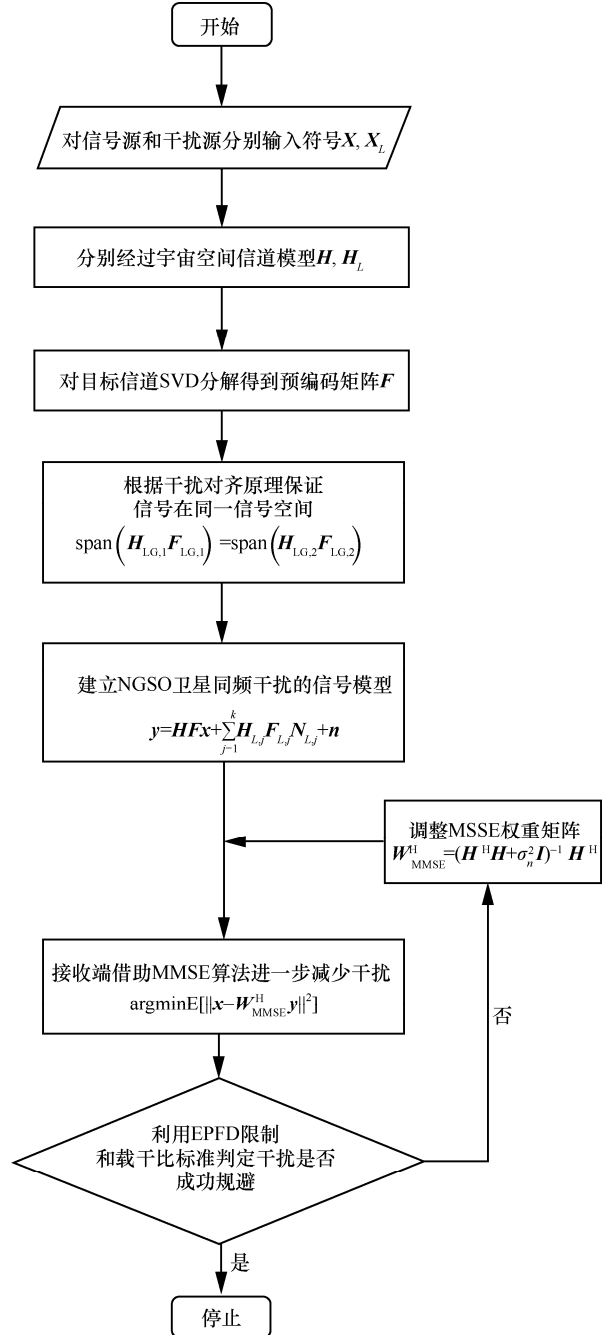 开始
对信号源和干扰源分别输入符号X, X_L
分别经过宇宙空间信道模型H, H_L
对目标信道SVD分解得到预编码矩阵F
根据干扰对齐原理保证
信号在同一信号空间
span(H_LG,1 F_LG,1) =span(H_LG,2 F_LG,2)
建立NGSO卫星同频干扰的信号模型
y=HFx+∑_{j−1}^{k} H_L,j F_L,j N_L,j+n
调整MSSE权重矩阵
W^H_MMSE=(H^H H+σ_n^2 I)^−1 H^H
接收端借助MMSE算法进一步减少干扰
argminE[||x−W^H_MMSE y||^2]
否
利用EPFD限制
和载干比标准判定干扰是否
成功规避
是
停止